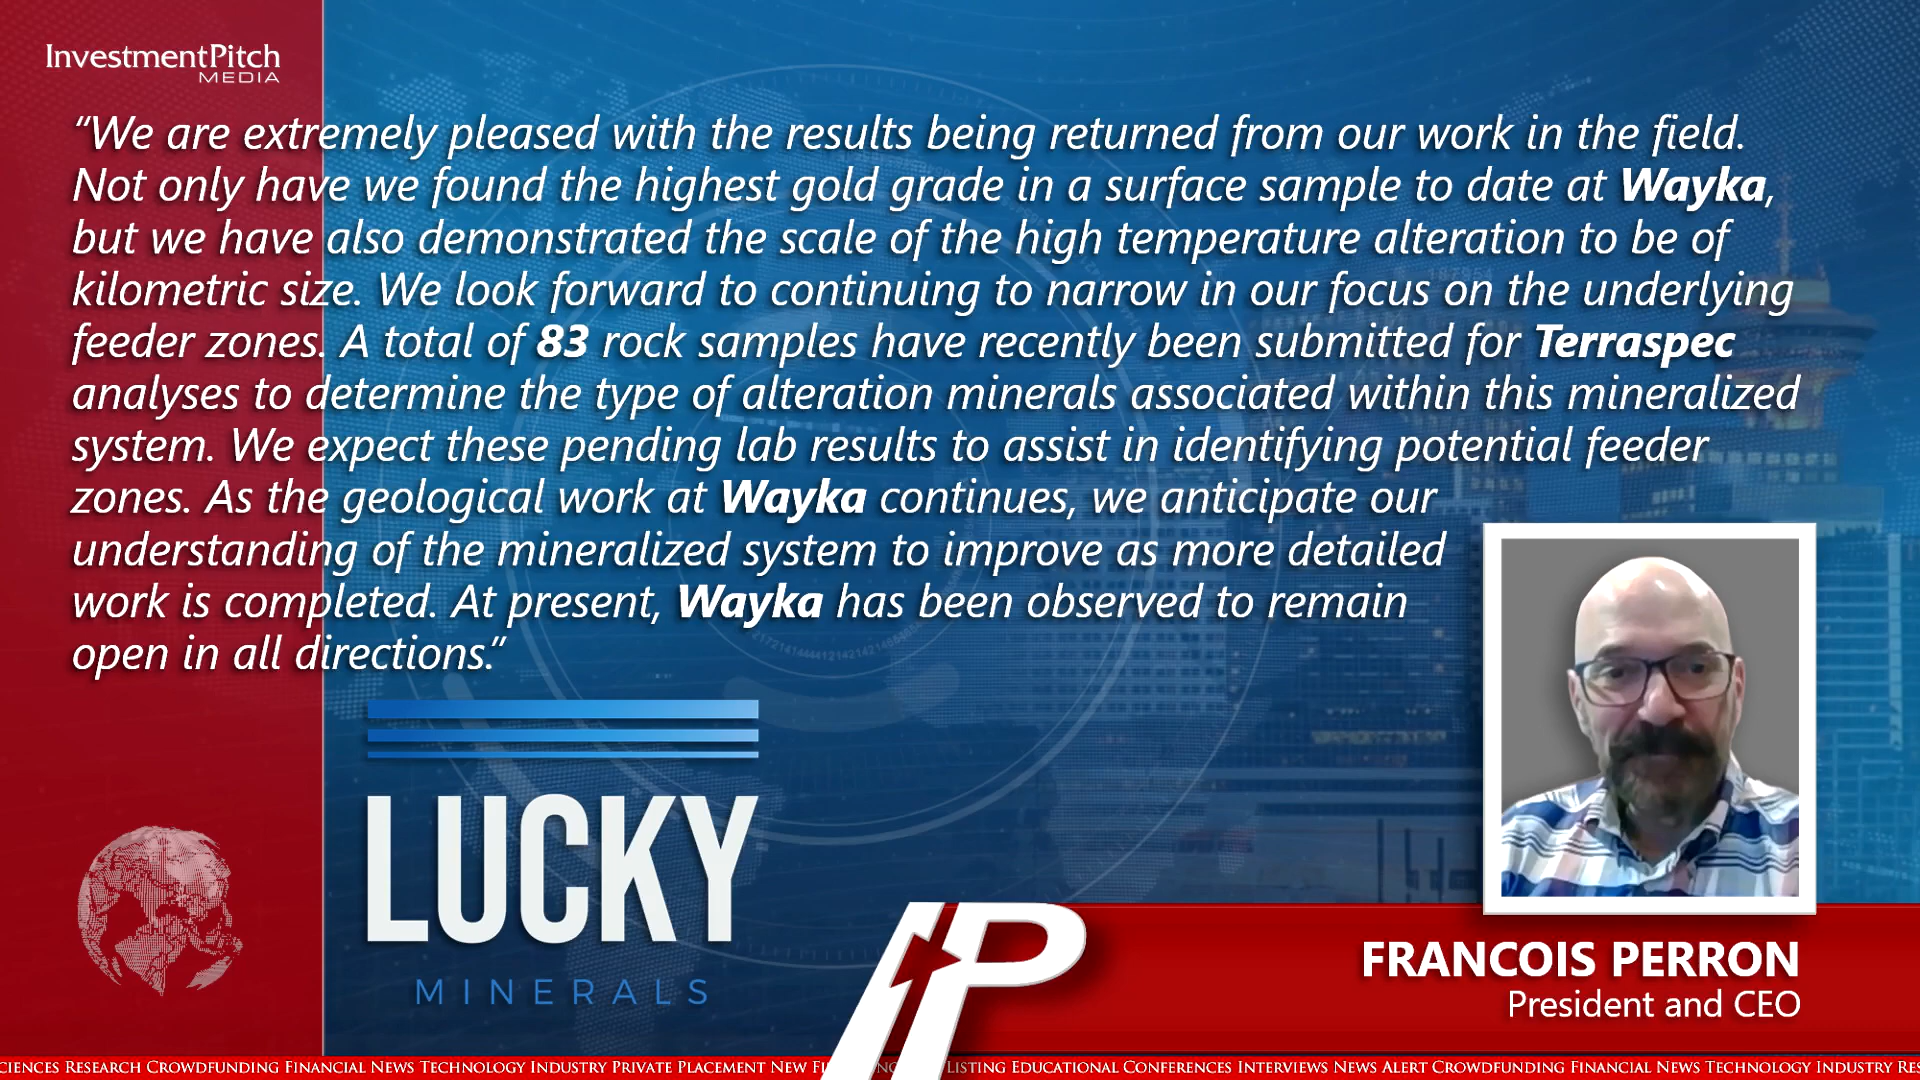 InvestmentPitch
MEDIA
“We are extremely pleased with the results being returned from our work in the field.
Not only have we found the highest gold grade in a surface sample to date at Wayka,
but we have also demonstrated the scale of the high temperature alteration to be of
kilometric size. We look forward to continuing to narrow in our focus on the underlying
feeder zones. A total of 83 rock samples have recently been submitted for Terraspec
analyses to determine the type of alteration minerals associated within this mineralized
system. We expect these pending lab results to assist in identifying potential feeder
zones. As the geological work at Wayka continues, we anticipate our
understanding of the mineralized system to improve as more detailed
work is completed. At present, Wayka has been observed to remain
open in all directions.”
LUCKY
MINERALS
IP
FRANCOIS PERRON
President and CEO
CIENCES RESEARCH CROWDFUNDING FINANCIAL NEWS TECHNOLOGY INDUSTRY PRIVATE PLACEMENT NEW LISTING EDUCATIONAL CONFERENCES INTERVIEWS NEWS ALERT CROWDFUNDING FINANCIAL NEWS TECHNOLOGY INDUSTRY RES